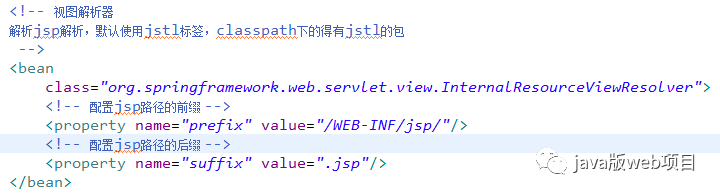 <!-- 视图解析器
解析jsp解析，默认使用jstl标签，classpath下的得有jstl的包
-->
<bean
class="org.springframework.web.servlet.view.InternalResourceViewResolver">
<!-- 配置jsp路径的前缀 -->
<property name="prefix" value="/WEB-INF/jsp/"/>
<!-- 配置jsp路径的后缀 -->
<property name="suffix" value=".jsp"/>
</bean>
java版web项目